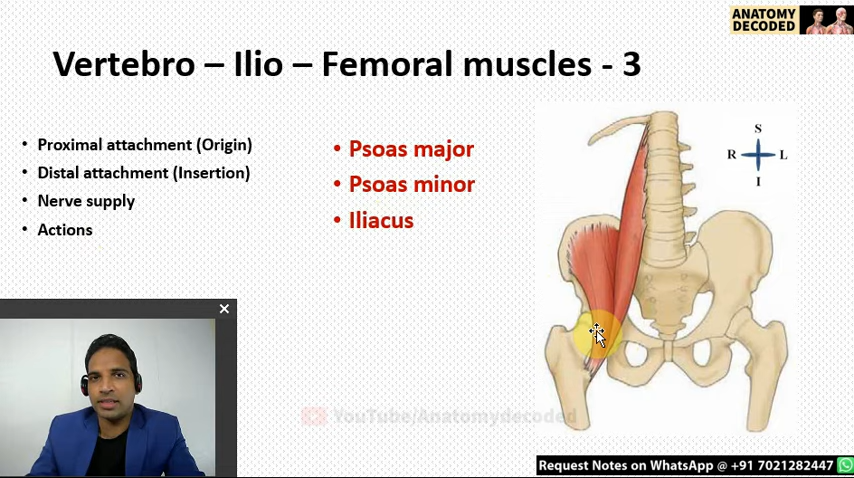 ANATOMY
DECODED
Vertebro – Ilio – Femoral muscles - 3
• Proximal attachment (Origin)
• Distal attachment (Insertion)
• Nerve supply
• Actions
• Psoas major
• Psoas minor
• Iliacus
S
R L
I
YouTube/Anatomydecoded
Request Notes on WhatsApp @ +91 7021282447